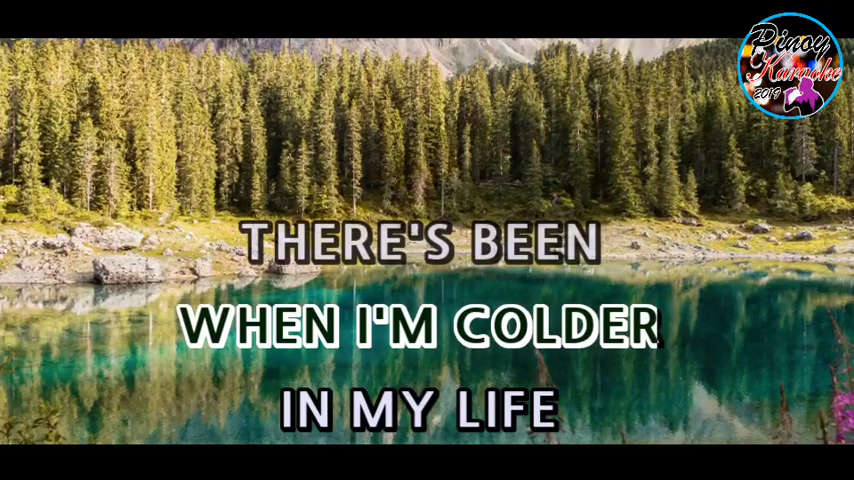 Pinoy
Karaoke
2019
THERE'S BEEN
WHEN I'M COLDER
IN MY LIFE